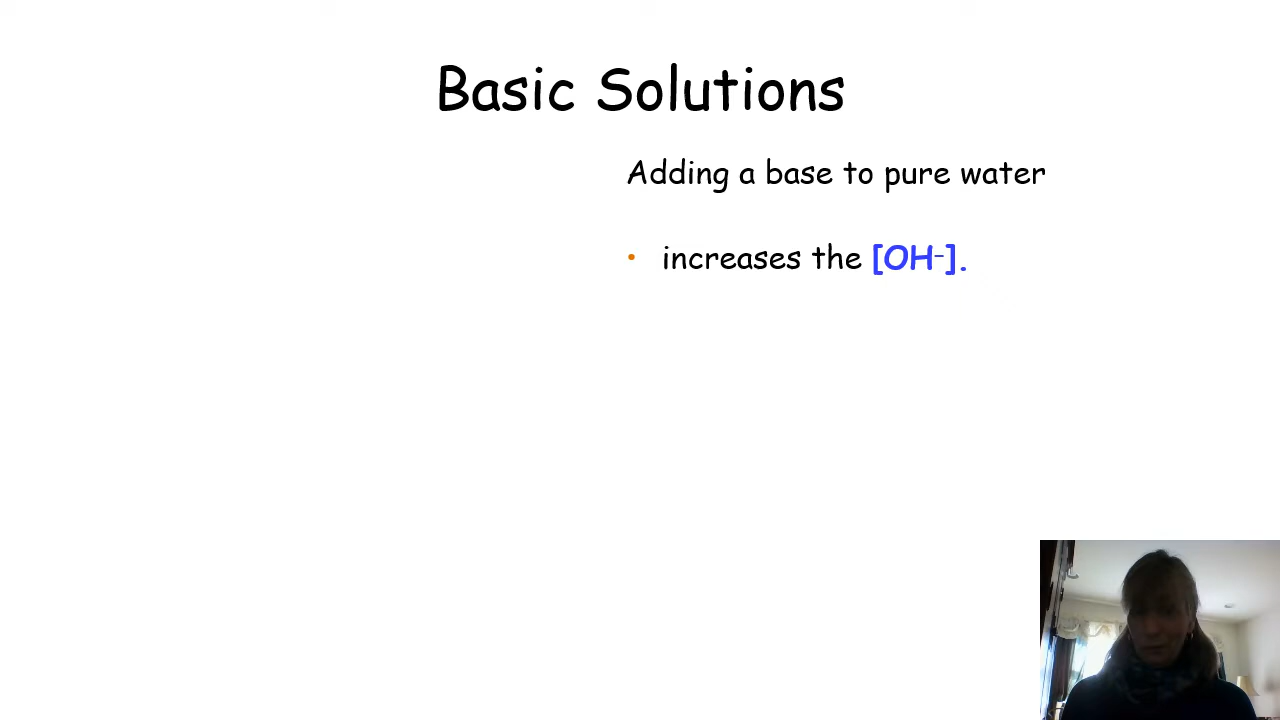 Basic Solutions
Adding a base to pure water
• increases the [OH–].